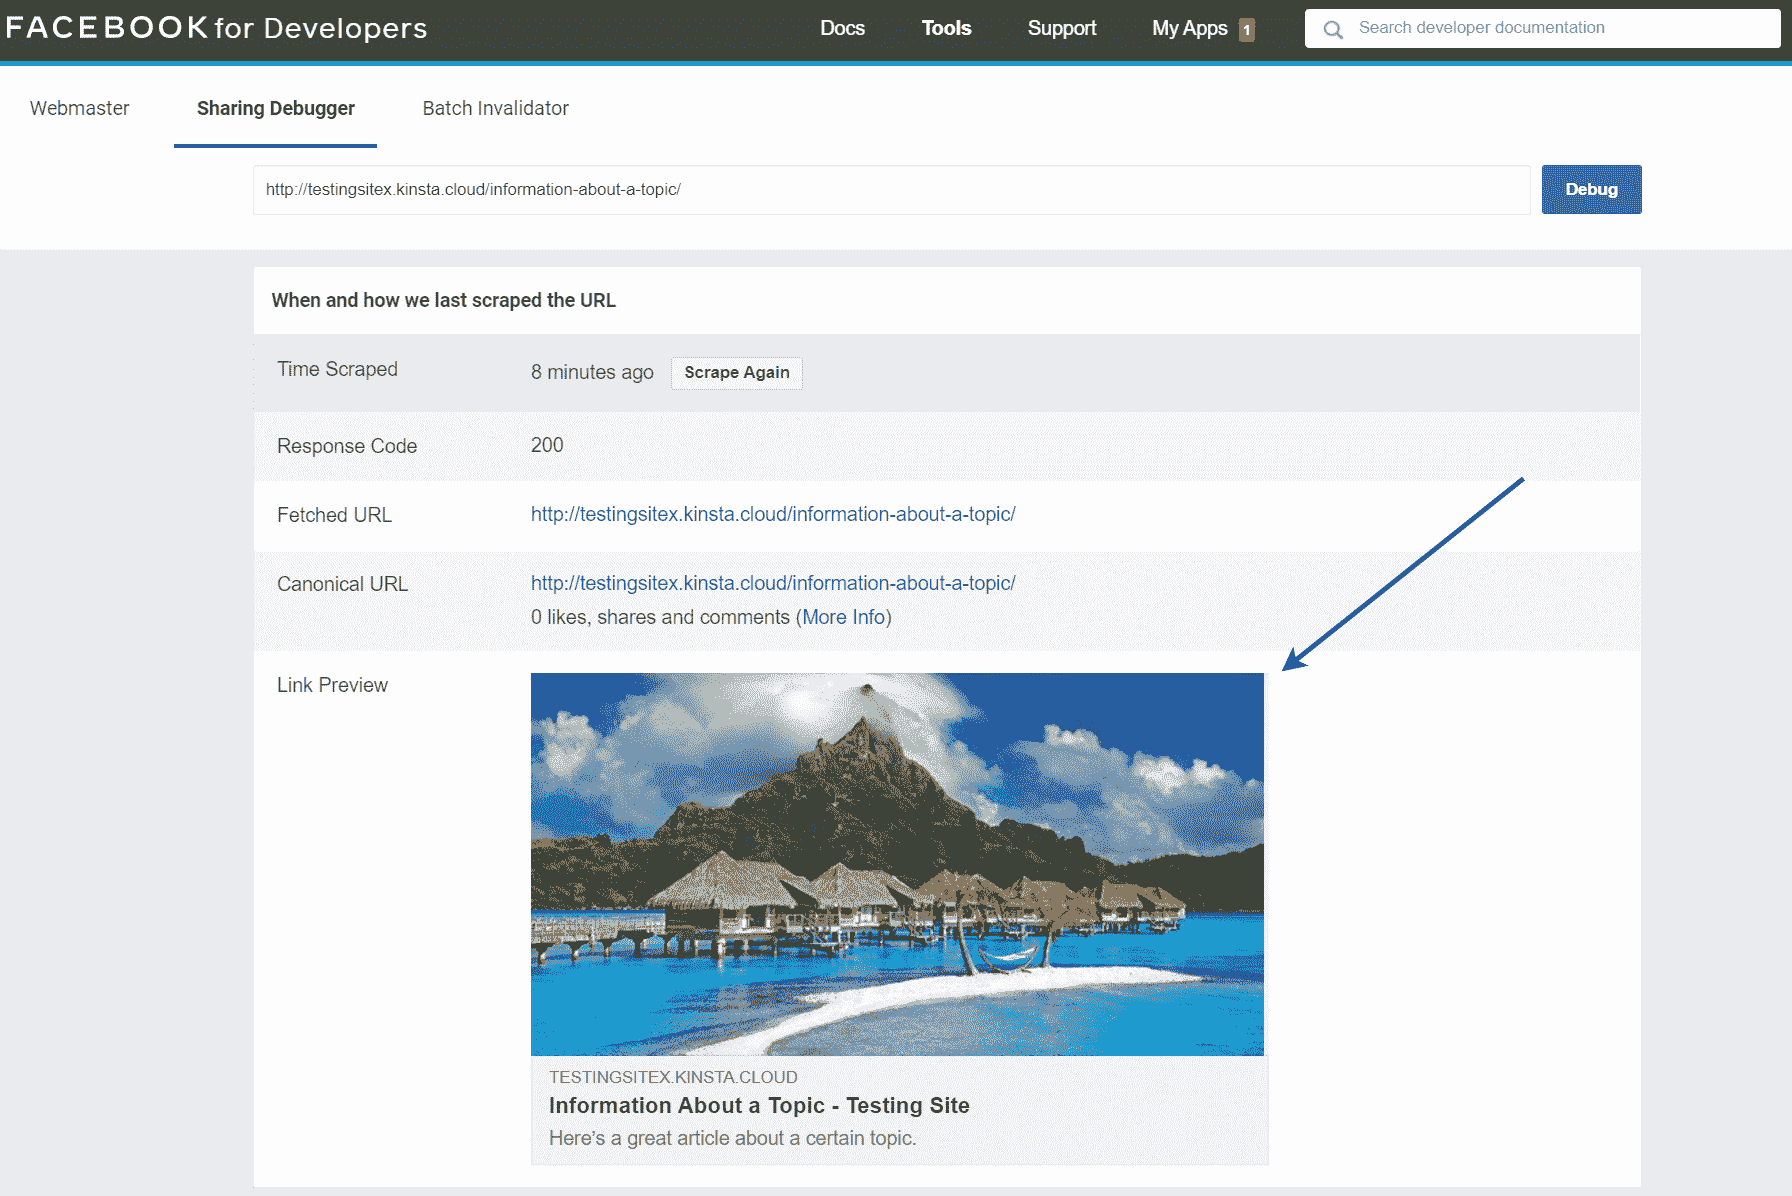 FACEBOOK for Developers
Docs Tools Support My Apps 1 Search developer documentation
Webmaster Sharing Debugger Batch Invalidator
http://testingsitex.kinsta.cloud/information-about-a-topic/ Debug
When and how we last scraped the URL
Time Scraped 8 minutes ago Scrape Again
Response Code 200
Fetched URL http://testingsitex.kinsta.cloud/information-about-a-topic/
Canonical URL http://testingsitex.kinsta.cloud/information-about-a-topic/
0 likes, shares and comments (More Info)
Link Preview
TESTINGSITEX.KINSTA.CLOUD
Information About a Topic - Testing Site
Here’s a great article about a certain topic.